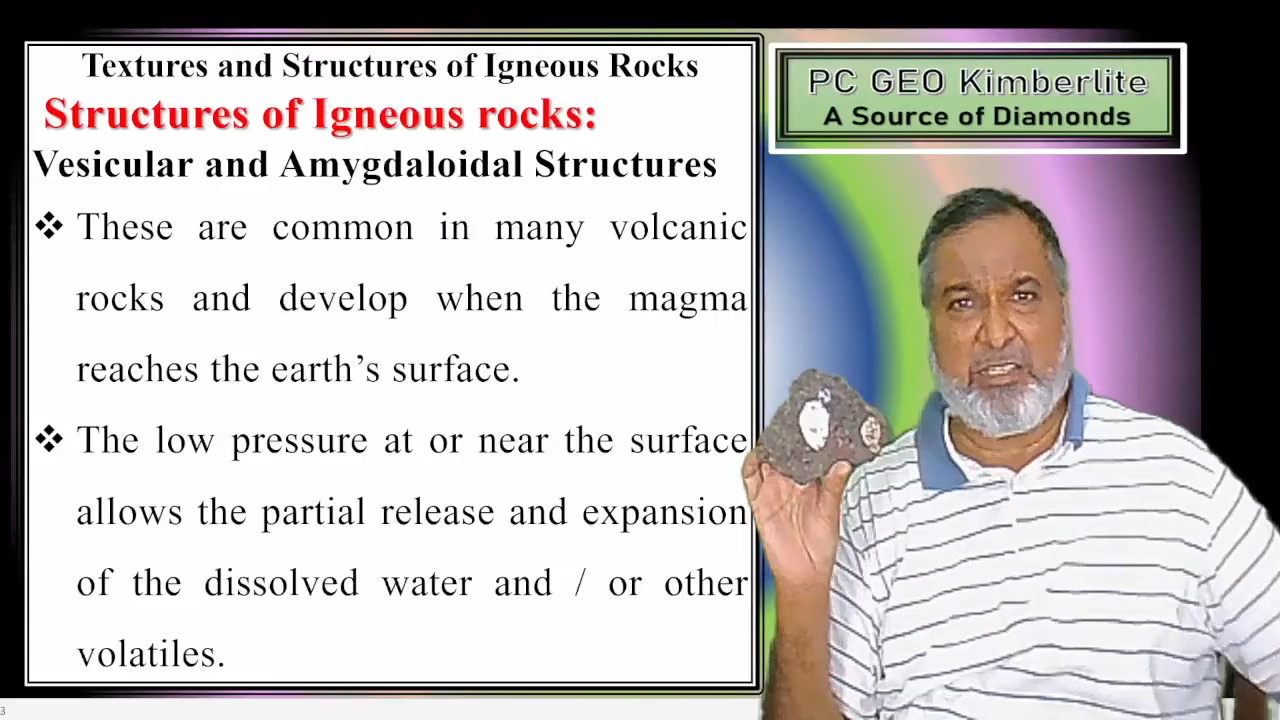 Textures and Structures of Igneous Rocks
Structures of Igneous rocks:
Vesicular and Amygdaloidal Structures
❖ These are common in many volcanic
rocks and develop when the magma
reaches the earth’s surface.
❖ The low pressure at or near the surface
allows the partial release and expansion
of the dissolved water and / or other
volatiles.
PC GEO Kimberlite
A Source of Diamonds
3